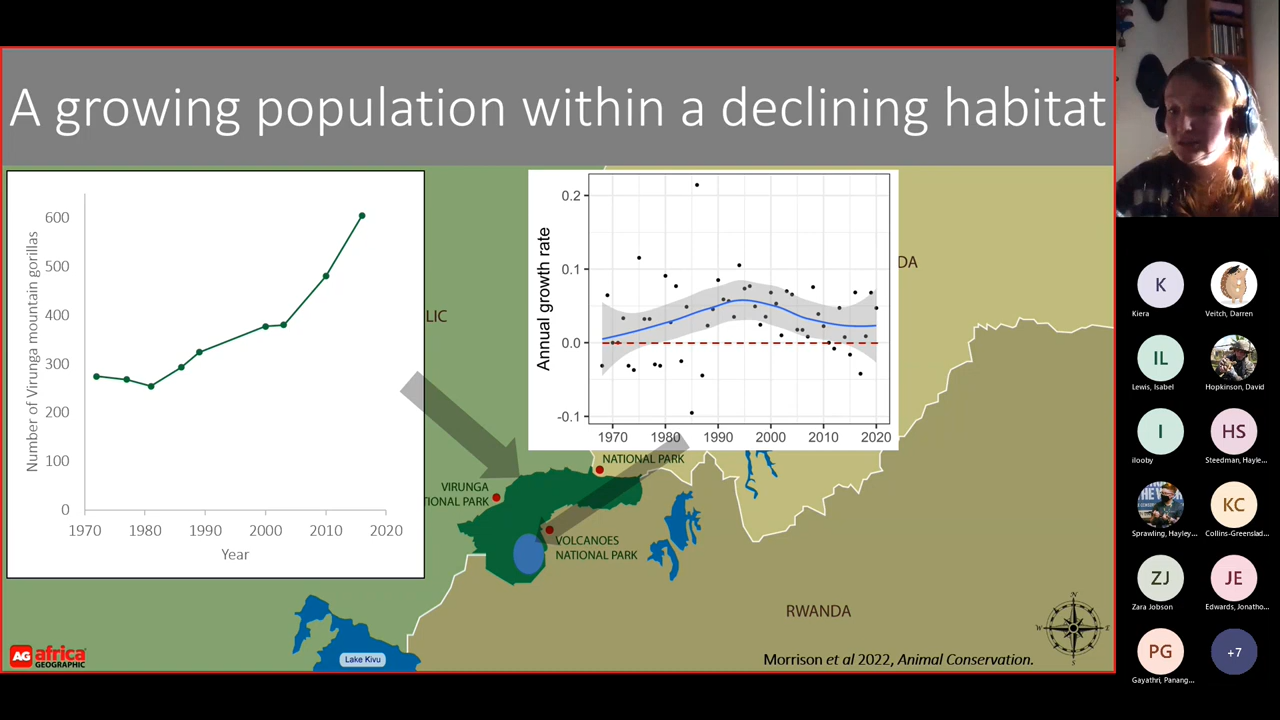 A growing population within a declining habitat
Number of Virunga mountain gorillas
600
500
400
300
200
100
0
1970 1980 1990 2000 2010 2020
Year
Annual growth rate
0.2
0.1
0.0
-0.1
1970 1980 1990 2000 2010 2020
LIC
DA
NATIONAL PARK
VIRUNGA
TIONAL PARK
VOLCANOES
NATIONAL PARK
RWANDA
Lake Kivu
N
W
E
S
AG africa
GEOGRAPHIC
Morrison et al 2022, Animal Conservation.
K
Kiera
Veitch, Darren
IL
Lewis, Isabel
Hopkinson, David
I
ilooby
HS
Steedman, Hayle...
Sprawling, Hayley...
KC
Collins-Greenslad...
ZJ
Zara Jobson
JE
Edwards, Jonatho...
PG
Gayathri, Panang...
+7